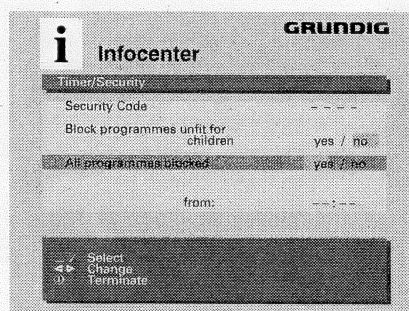 GRUNDIG
i Infocenter
Timer/Security
Security Code – – – –
Block programmes unfit for
children yes / no
All programmes blocked yes / no
from: – – : – –
Select
Change
Terminate